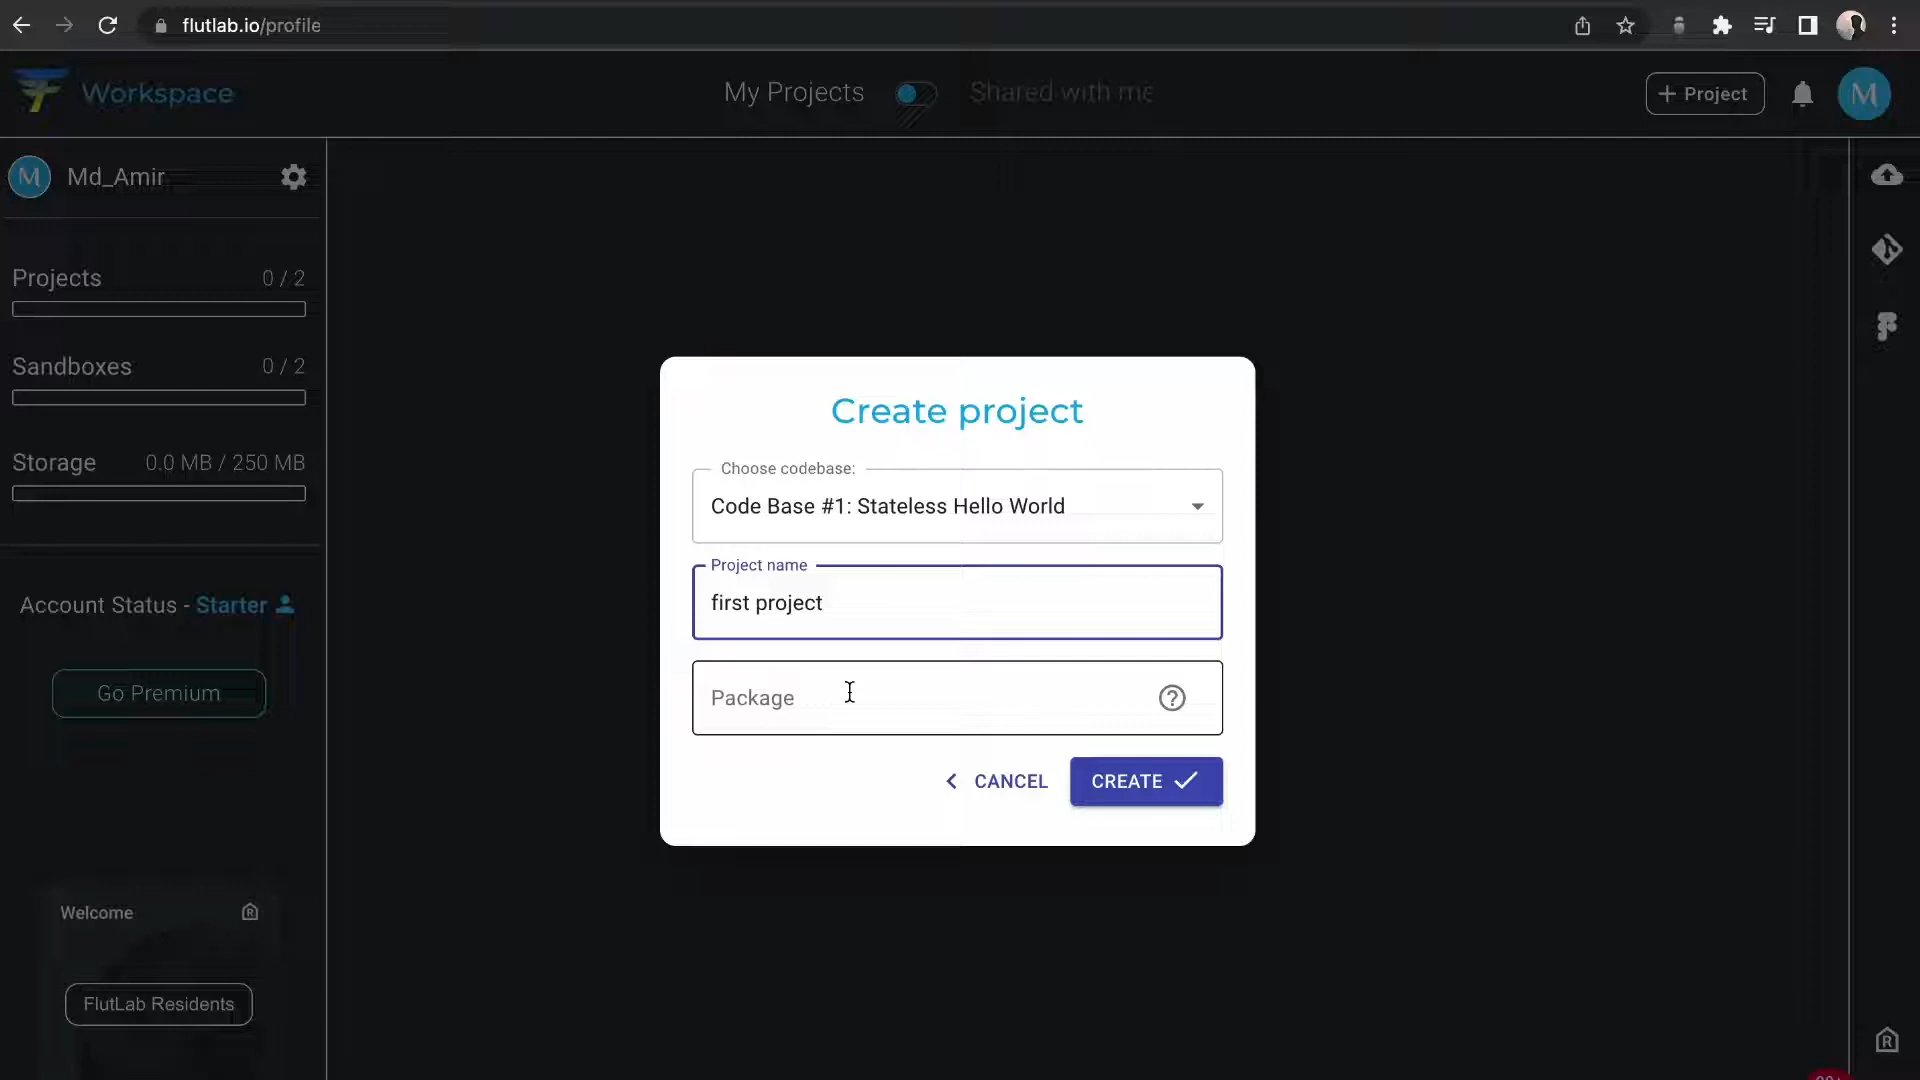 flutlab.io/profile
Workspace
My Projects
Shared with me
+ Project
M
M
Md_Amir
Projects 0 / 2
Sandboxes 0 / 2
Storage 0.0 MB / 250 MB
Account Status - Starter
Go Premium
Welcome
R
FlutLab Residents
Create project
Choose codebase:
Code Base #1: Stateless Hello World
Project name
first project
Package
?
CANCEL
CREATE
R